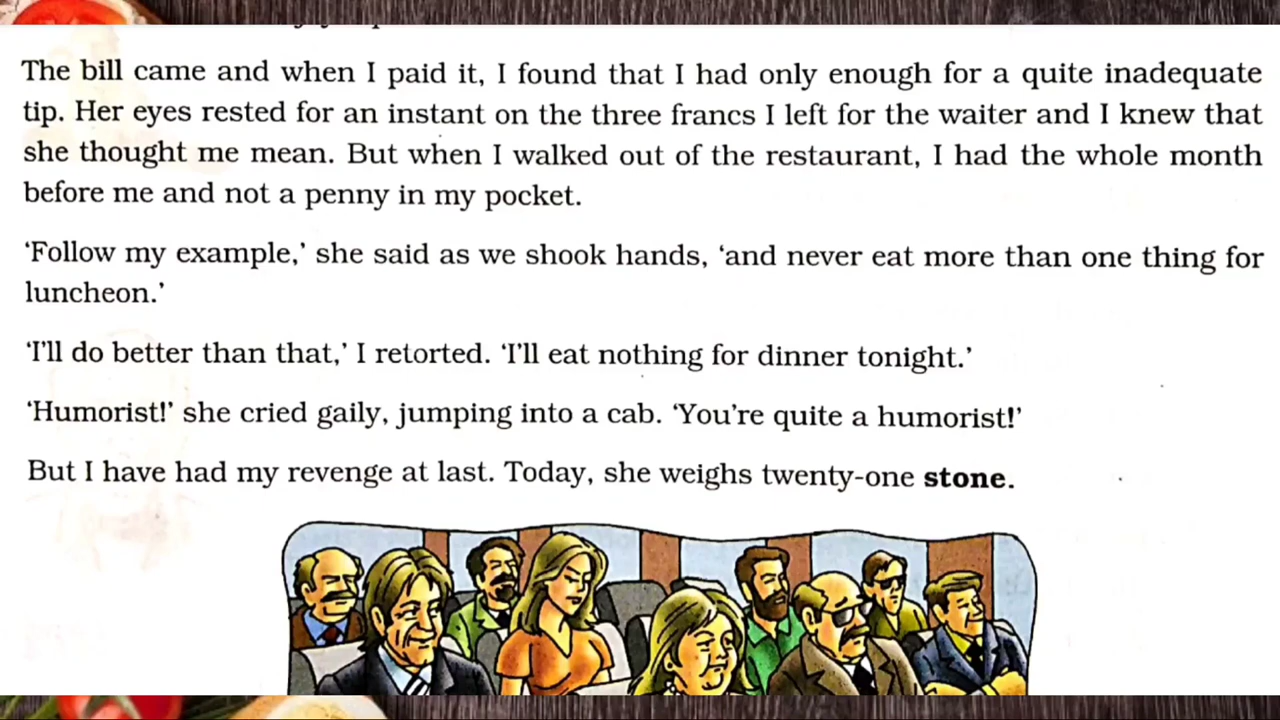 The bill came and when I paid it, I found that I had only enough for a quite inadequate
tip. Her eyes rested for an instant on the three francs I left for the waiter and I knew that
she thought me mean. But when I walked out of the restaurant, I had the whole month
before me and not a penny in my pocket.
‘Follow my example,’ she said as we shook hands, ‘and never eat more than one thing for
luncheon.’
‘I’ll do better than that,’ I retorted. ‘I’ll eat nothing for dinner tonight.’
‘Humorist!’ she cried gaily, jumping into a cab. ‘You’re quite a humorist!’
But I have had my revenge at last. Today, she weighs twenty-one stone.